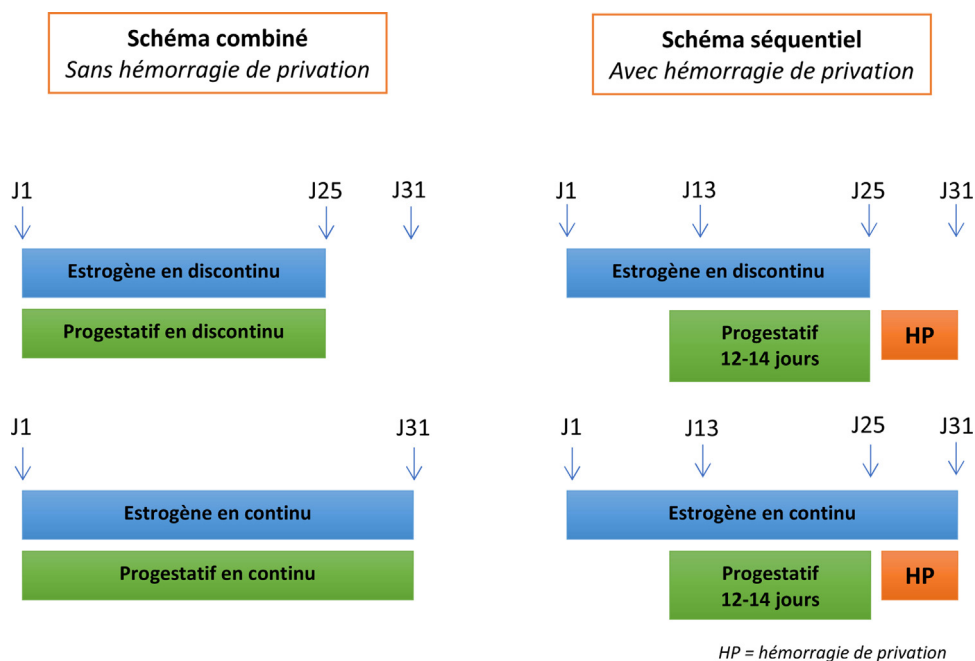 Schéma combiné
Sans hémorragie de privation
Schéma séquentiel
Avec hémorragie de privation
J1
J25
J31
Estrogène en discontinu
Progestatif en discontinu
J1
J13
J25
J31
Estrogène en discontinu
Progestatif
12-14 jours
HP
J1
J31
Estrogène en continu
Progestatif en continu
J1
J13
J25
J31
Estrogène en continu
Progestatif
12-14 jours
HP
HP = hémorragie de privation